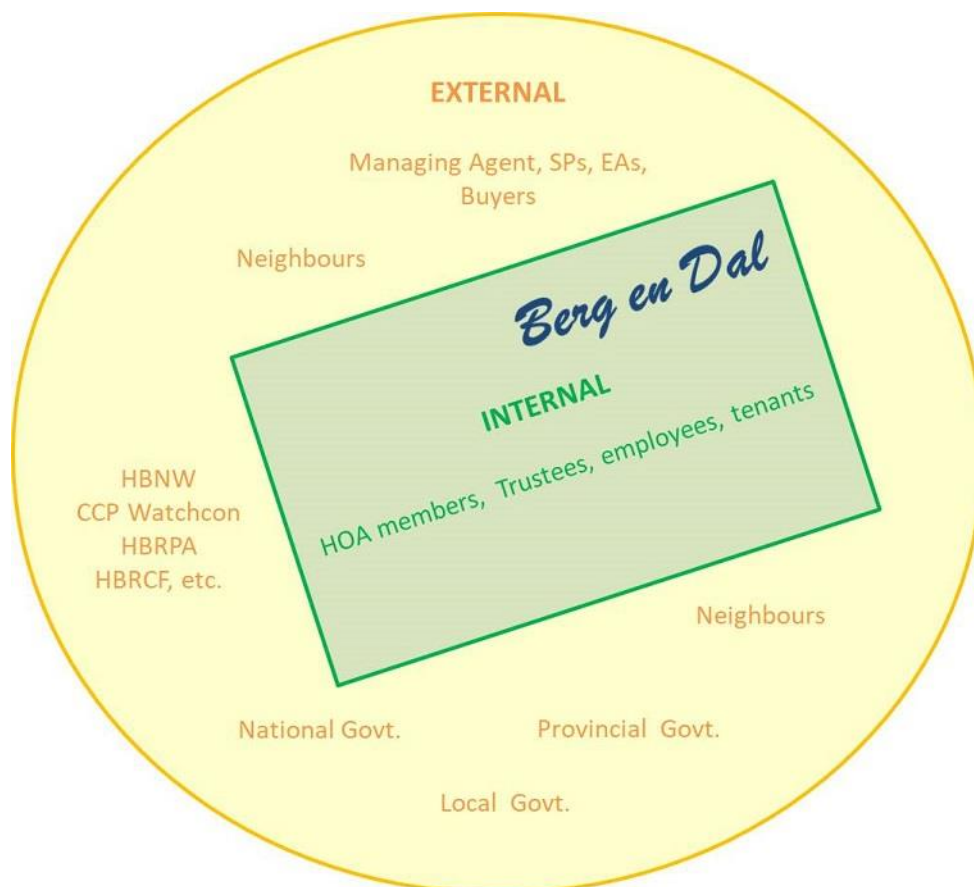 EXTERNAL
Managing Agent, SPs, EAs,
Buyers
Neighbours
Berg en Dal
INTERNAL
HOA members, Trustees, employees, tenants
HBNW
CCP Watchcon
HBRPA
HBRCF, etc.
Neighbours
National Govt.
Provincial Govt.
Local Govt.